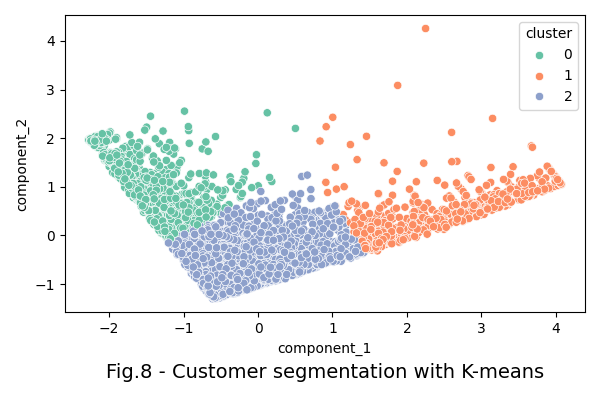 cluster
0
1
2
4
3
2
1
0
−1
component_2
−2 −1 0 1 2 3 4
component_1
Fig.8 - Customer segmentation with K-means